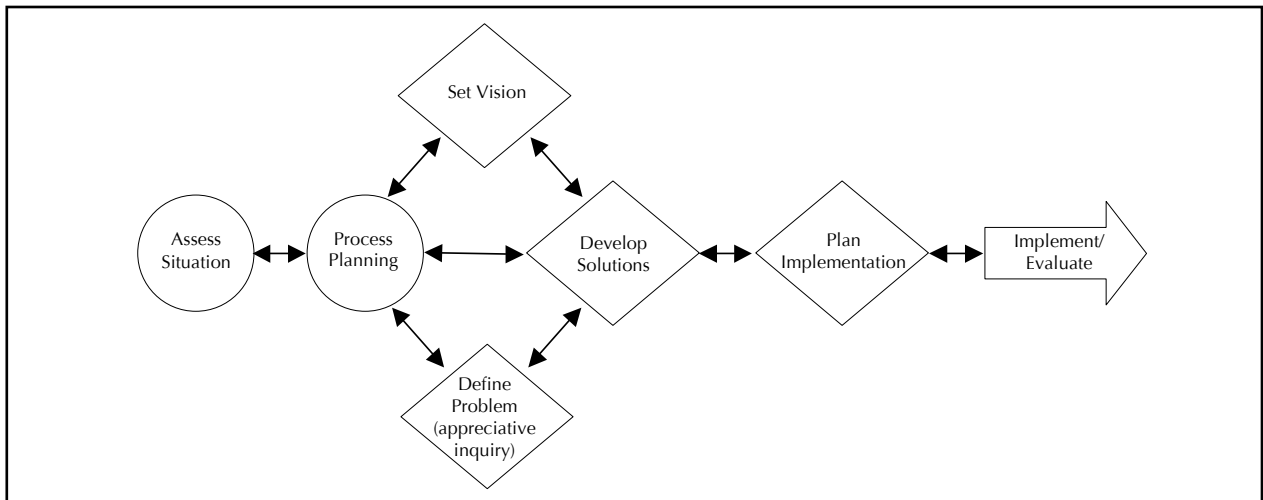 Set Vision
Assess
Situation
Process
Planning
Develop
Solutions
Plan
Implementation
Implement/
Evaluate
Define
Problem
(appreciative
inquiry)